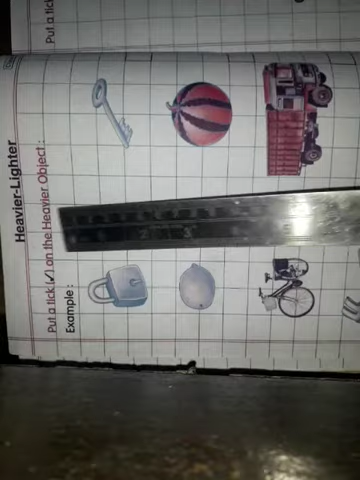 Heavier-Lighter
Put a tick (✓) on the Heavier Object :
Example :
Put a tick